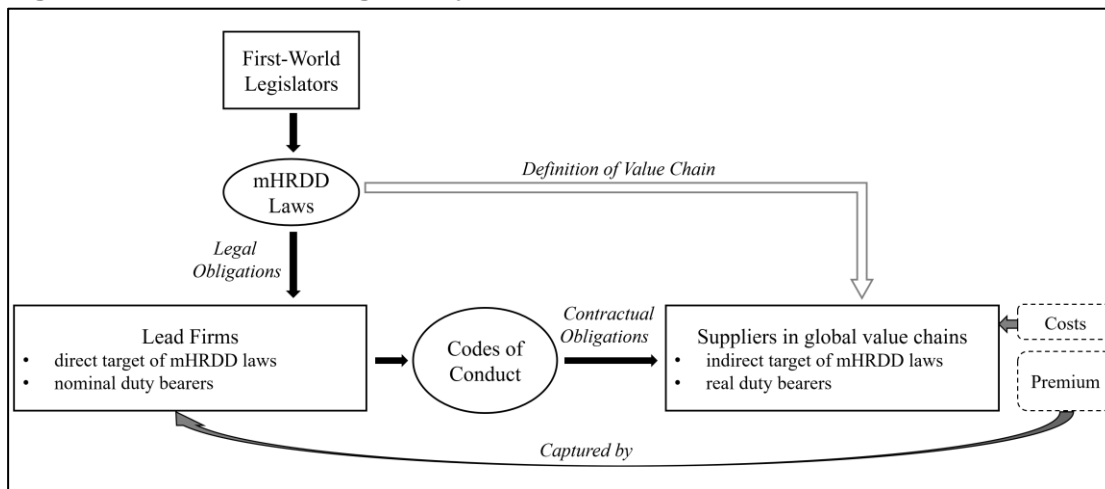 First-World
Legislators
mHRDD
Laws
Definition of Value Chain
Legal
Obligations
Lead Firms
• direct target of mHRDD laws
• nominal duty bearers
Codes of
Conduct
Contractual
Obligations
Suppliers in global value chains
• indirect target of mHRDD laws
• real duty bearers
Costs
Premium
Captured by